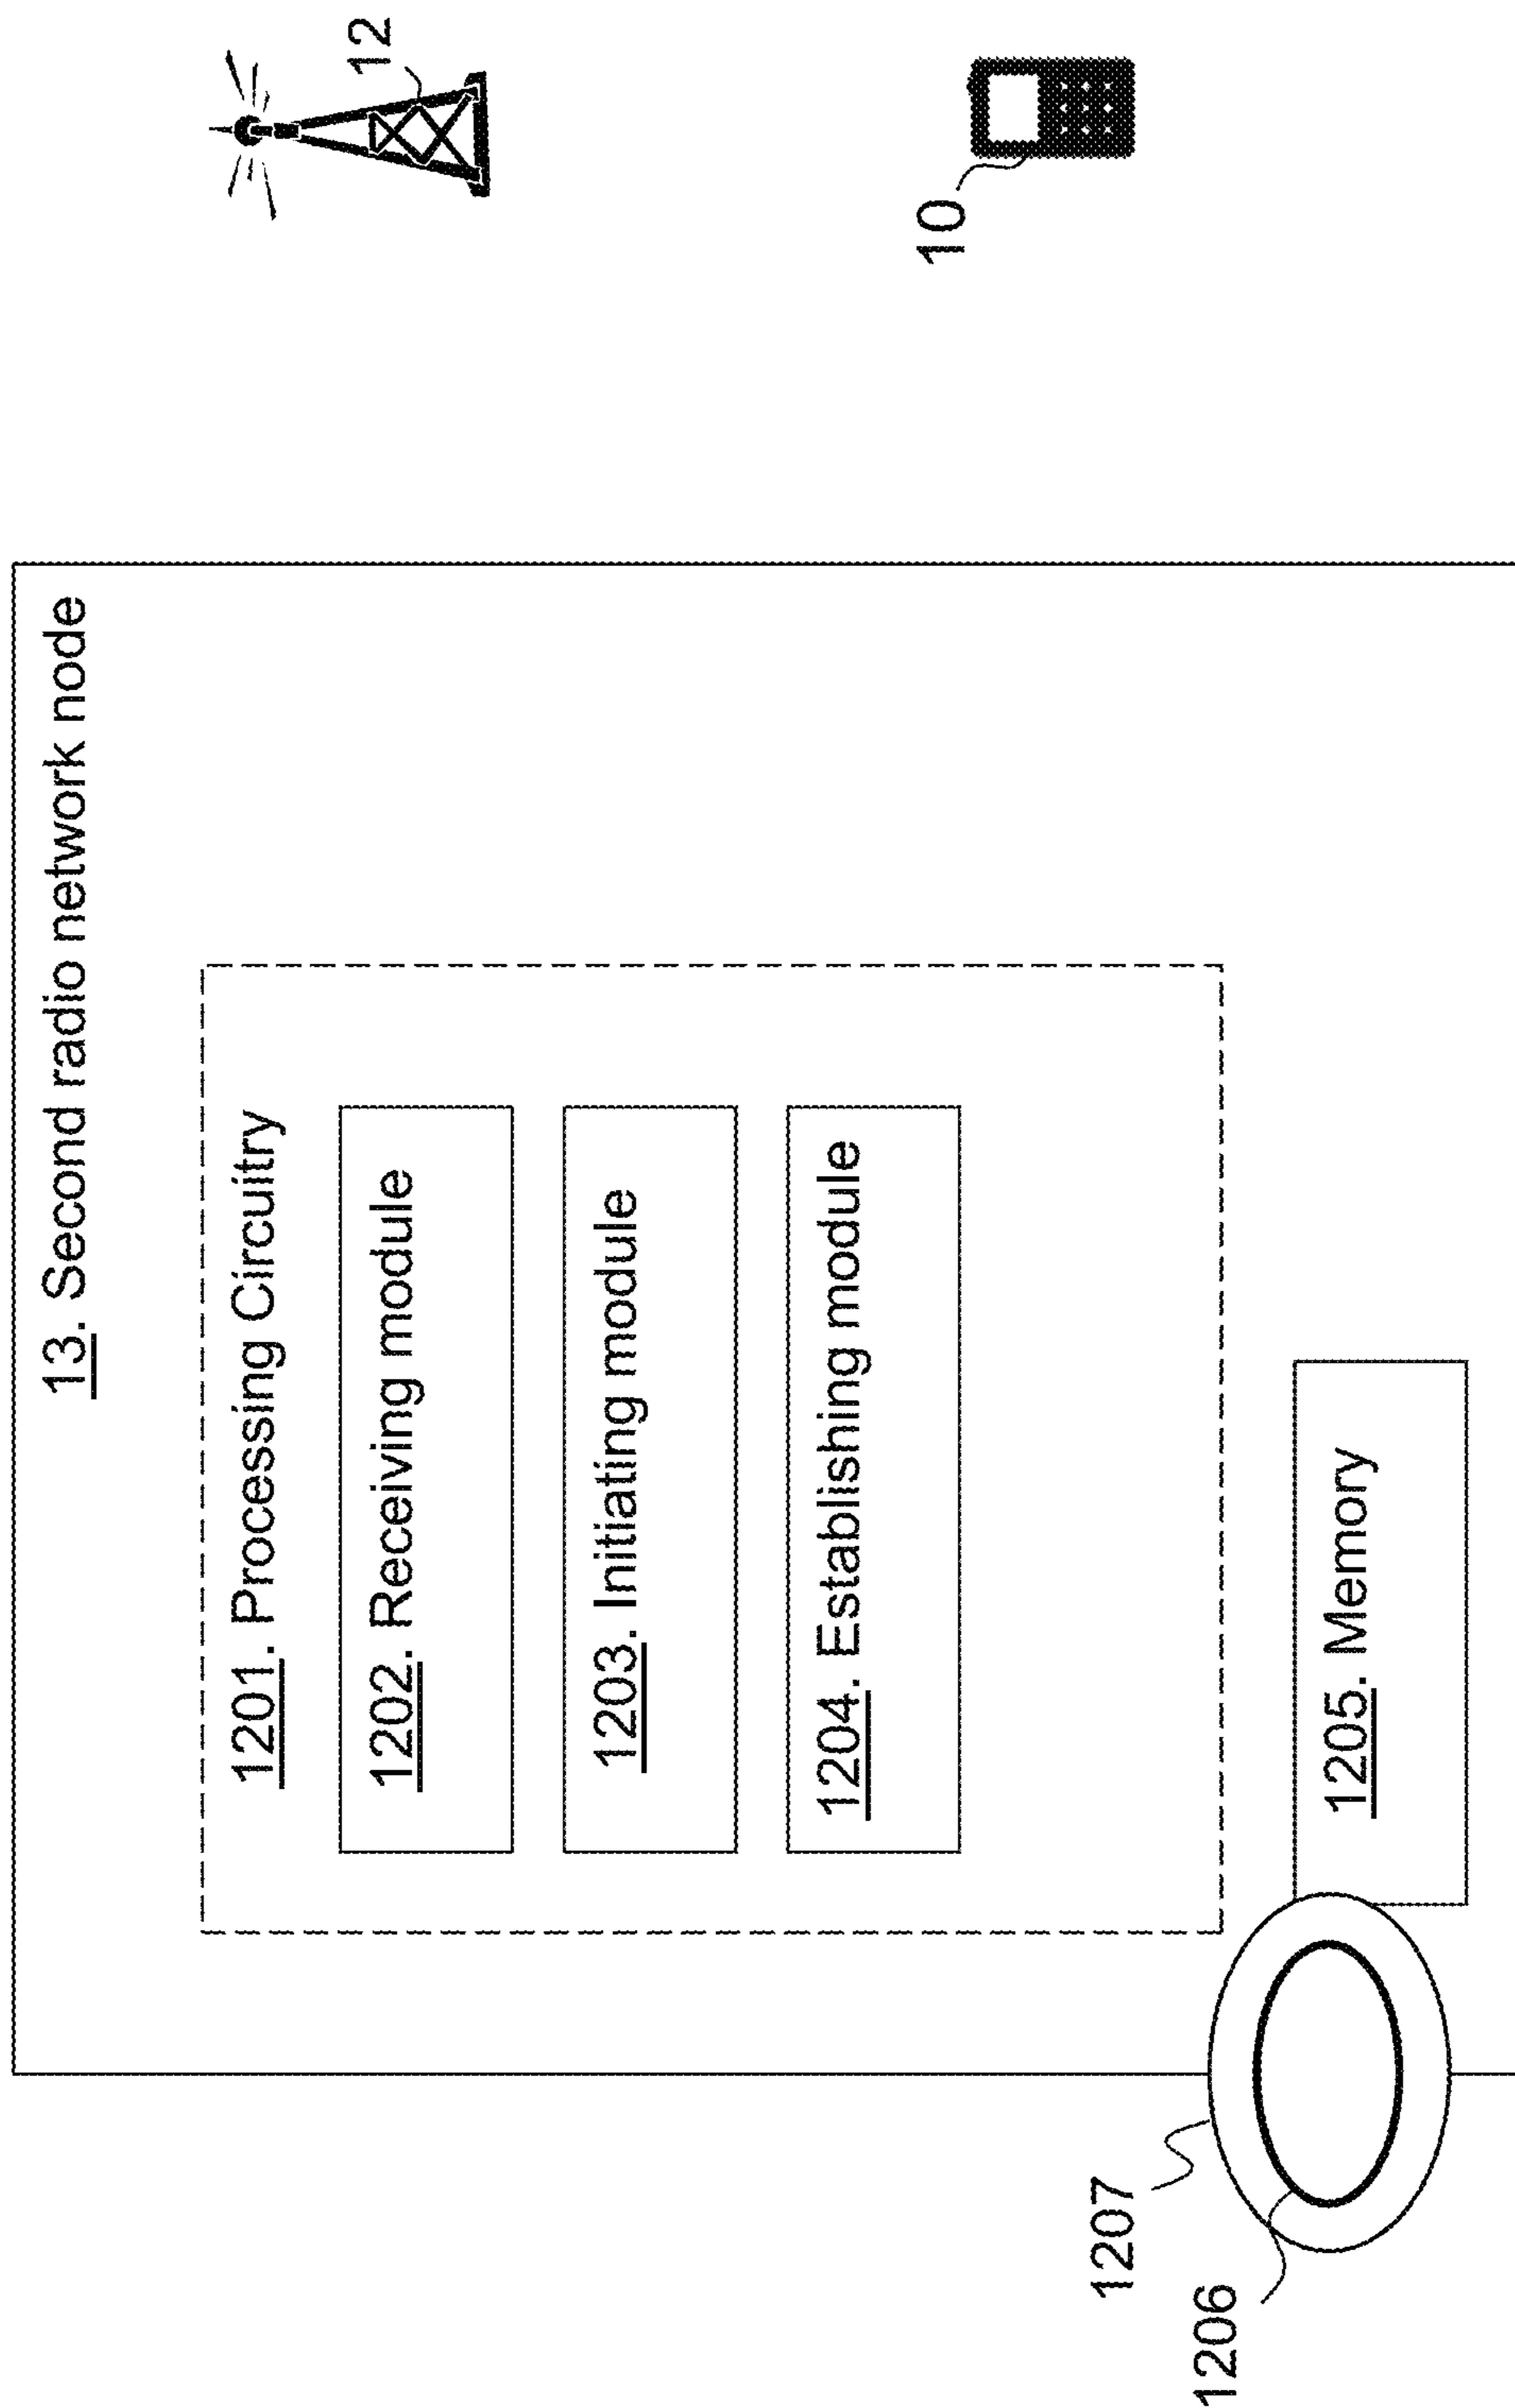 13. Second radio network node
1201. Processing Circuitry
1202. Receiving module
1203. Initiating module
1204. Establishing module
1205. Memory
1207
1206
12
10